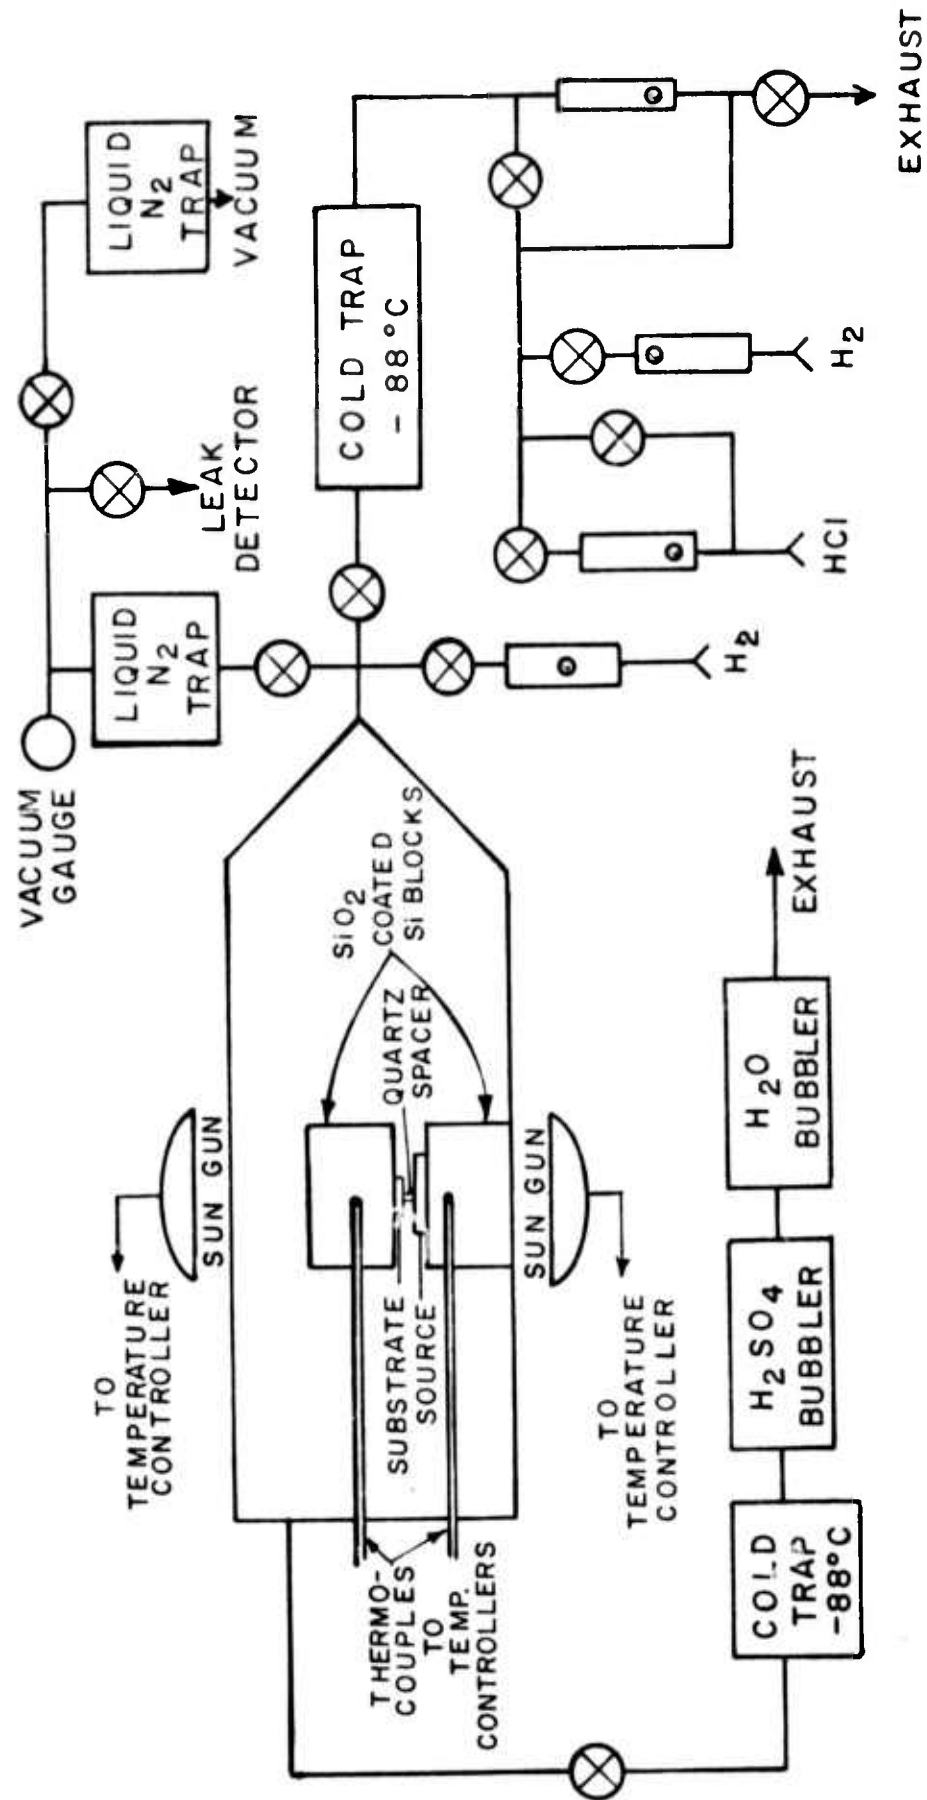 VACUUM
GAUGE
LIQUID
N2
TRAP
LEAK
DETECTOR
LIQUID
N2
TRAP
VACUUM
COLD TRAP
- 88°C
EXHAUST
H2
HCl
H2
SiO2
COATED
Si BLOCKS
QUARTZ
SPACER
SUBSTRATE
SOURCE
SUN GUN
SUN GUN
TO
TEMPERATURE
CONTROLLER
TO
TEMPERATURE
CONTROLLER
THERMO-
COUPLES
TO
TEMP.
CONTROLLERS
COLD
TRAP
-88°C
H2SO4
BUBBLER
H2O
BUBBLER
EXHAUST